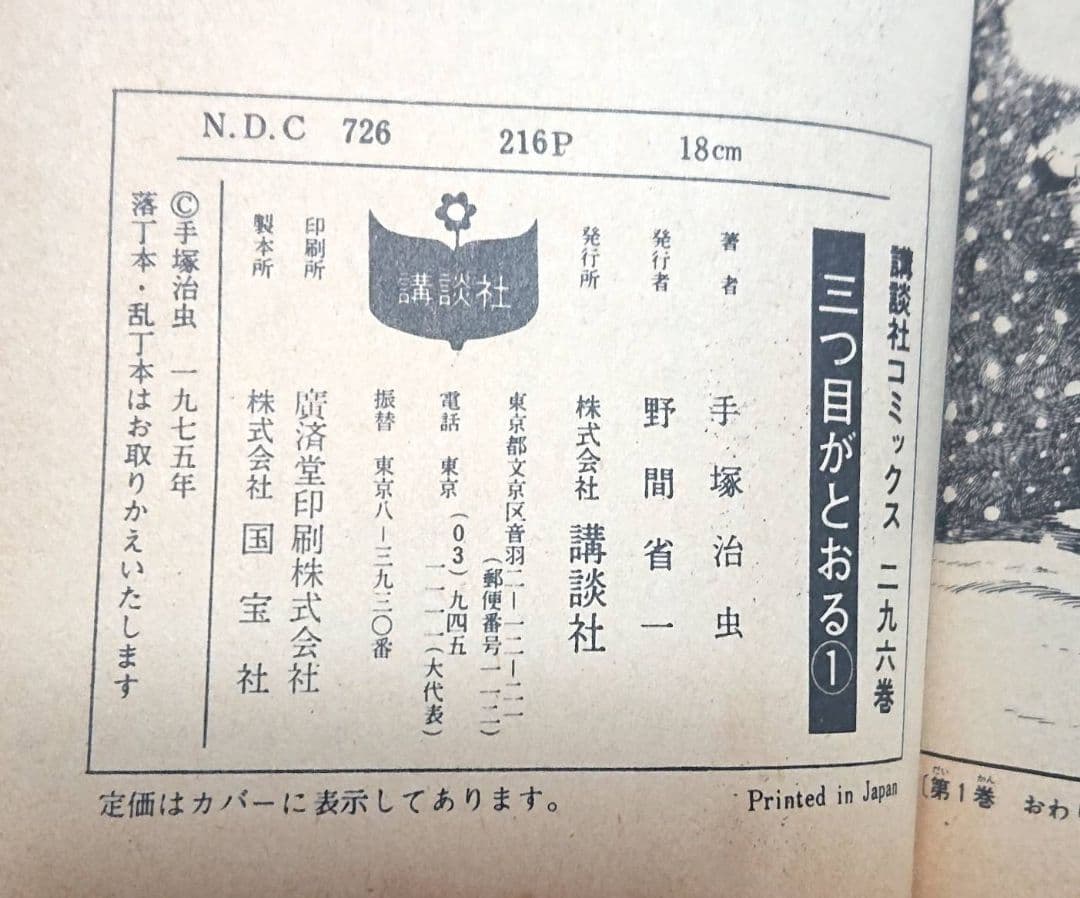 N.D.C 726 216P 18cm
講談社コミックス 二九六巻
三つ目がとおる①
著者 手塚治虫
発行者 野間省一
発行所 株式会社 講談社
東京都文京区音羽二―一二―二一
(郵便番号一一二)
電話 東京(03)九四五
一一一一(大代表)
振替 東京八―三九三〇番
講談社
印刷所 廣済堂印刷株式会社
製本所 株式会社 国宝社
©手塚治虫 一九七五年
落丁本・乱丁本はお取りかえいたします
定価はカバーに表示してあります。
Printed in Japan
〔第1巻 おわり
だい かん